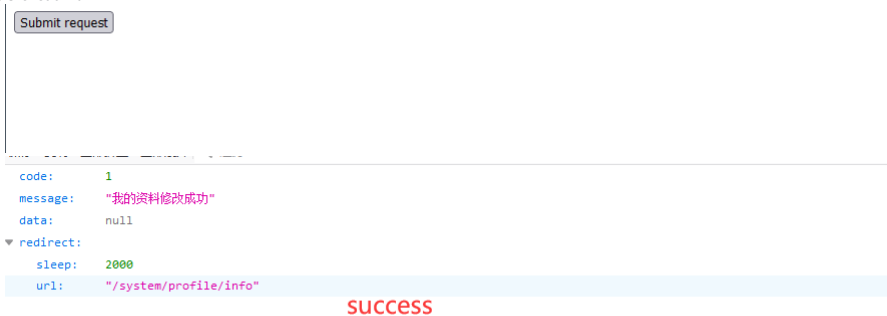 Submit request
code: 1
message: "我的资料修改成功"
data: null
redirect:
sleep: 2000
url: "/system/profile/info"
success